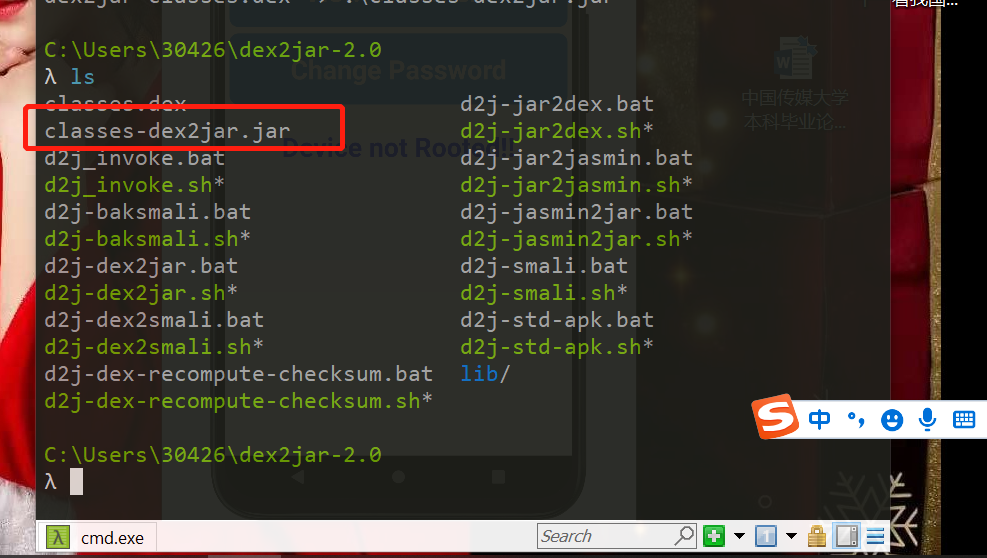 dex2jar classes.dex -> .\classes-dex2jar.jar
C:\Users\30426\dex2jar-2.0
λ ls
classes.dex d2j-jar2dex.bat
classes-dex2jar.jar d2j-jar2dex.sh*
d2j_invoke.bat d2j-jar2jasmin.bat
d2j_invoke.sh* d2j-jar2jasmin.sh*
d2j-baksmali.bat d2j-jasmin2jar.bat
d2j-baksmali.sh* d2j-jasmin2jar.sh*
d2j-dex2jar.bat d2j-smali.bat
d2j-dex2jar.sh* d2j-smali.sh*
d2j-dex2smali.bat d2j-std-apk.bat
d2j-dex2smali.sh* d2j-std-apk.sh*
d2j-dex-recompute-checksum.bat lib/
d2j-dex-recompute-checksum.sh*
C:\Users\30426\dex2jar-2.0
λ
Change Password
Device not Rooted!!
中国传媒大学
本科毕业论...
中
cmd.exe
Search
1